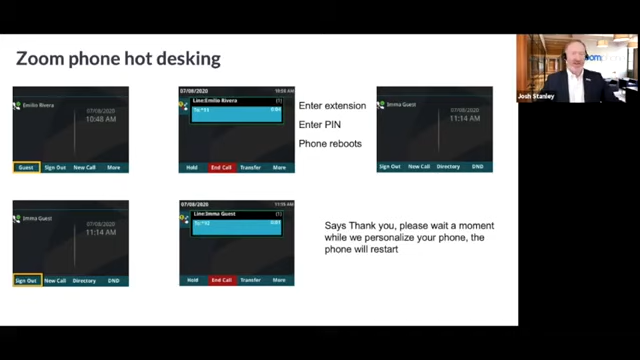 Zoom phone hot desking
Emilio Rivera
07/08/2020
10:48 AM
Guest Sign Out New Call More
07/08/2020
Line:Emilio Rivera (1)
Hold End Call Transfer More
Enter extension
Enter PIN
Phone reboots
Imma Guest
07/08/2020
11:14 AM
Sign Out New Call Directory DND
Imma Guest
07/08/2020
11:14 AM
Sign Out New Call Directory DND
07/08/2020
Line:Imma Guest (1)
Hold End Call Transfer More
Says Thank you, please wait a moment
while we personalize your phone, the
phone will restart
Josh Stanley